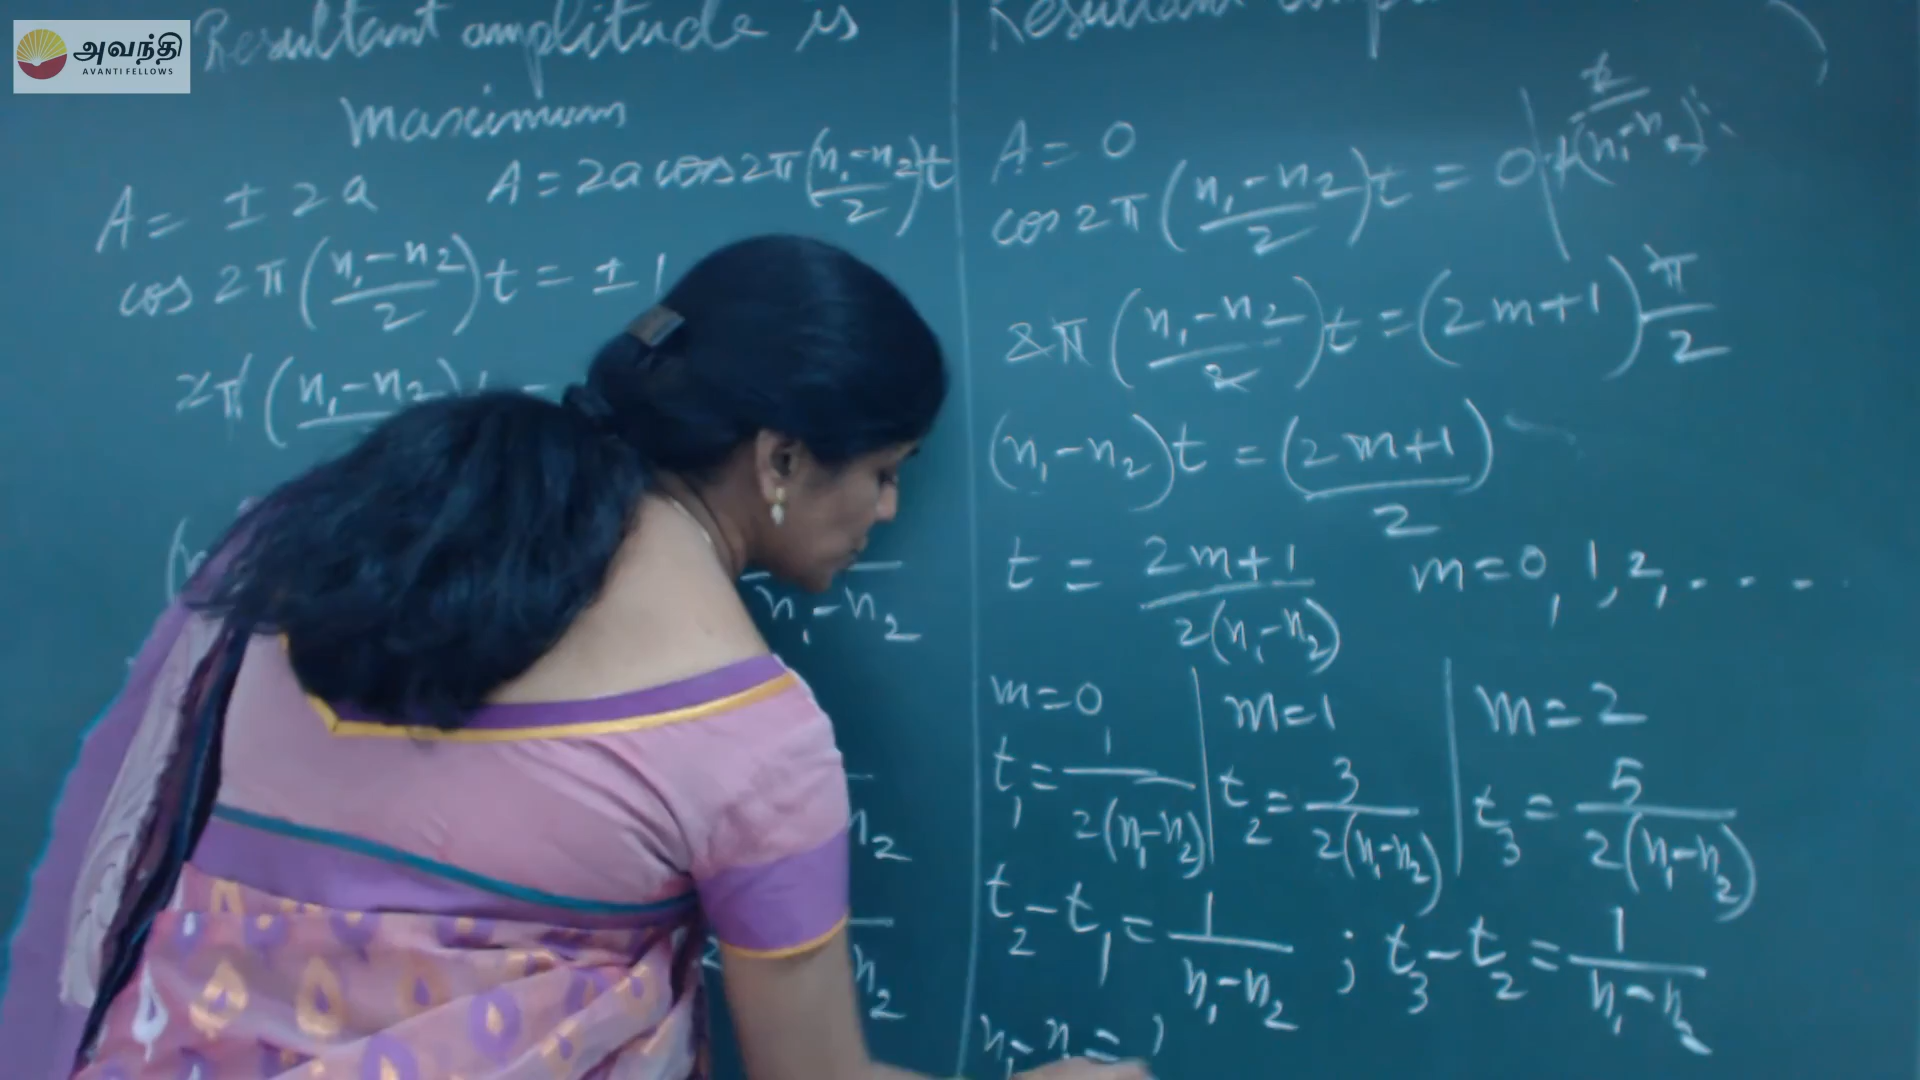 அவந்தி
AVANTI FELLOWS
Resultant amplitude is
maximum
A = ± 2a
A = 2a cos 2π ((n₁-n₂)/2) t
cos 2π ((n₁-n₂)/2) t = ± 1
2π (n₁-n₂
n₁-n₂
n₂
n₂
Resultant
A = 0
cos 2π ((n₁-n₂)/2) t = 0
2π ((n₁-n₂)/2) t = (2m+1) π/2
(n₁-n₂) t = (2m+1)/2
t = (2m+1)/(2(n₁-n₂)) m = 0, 1, 2, . . . .
m=0 | m=1 | m=2
t₁ = 1/(2(n₁-n₂)) | t₂ = 3/(2(n₁-n₂)) | t₃ = 5/(2(n₁-n₂))
t₂ - t₁ = 1/(n₁-n₂) ; t₃ - t₂ = 1/(n₁-n₂)